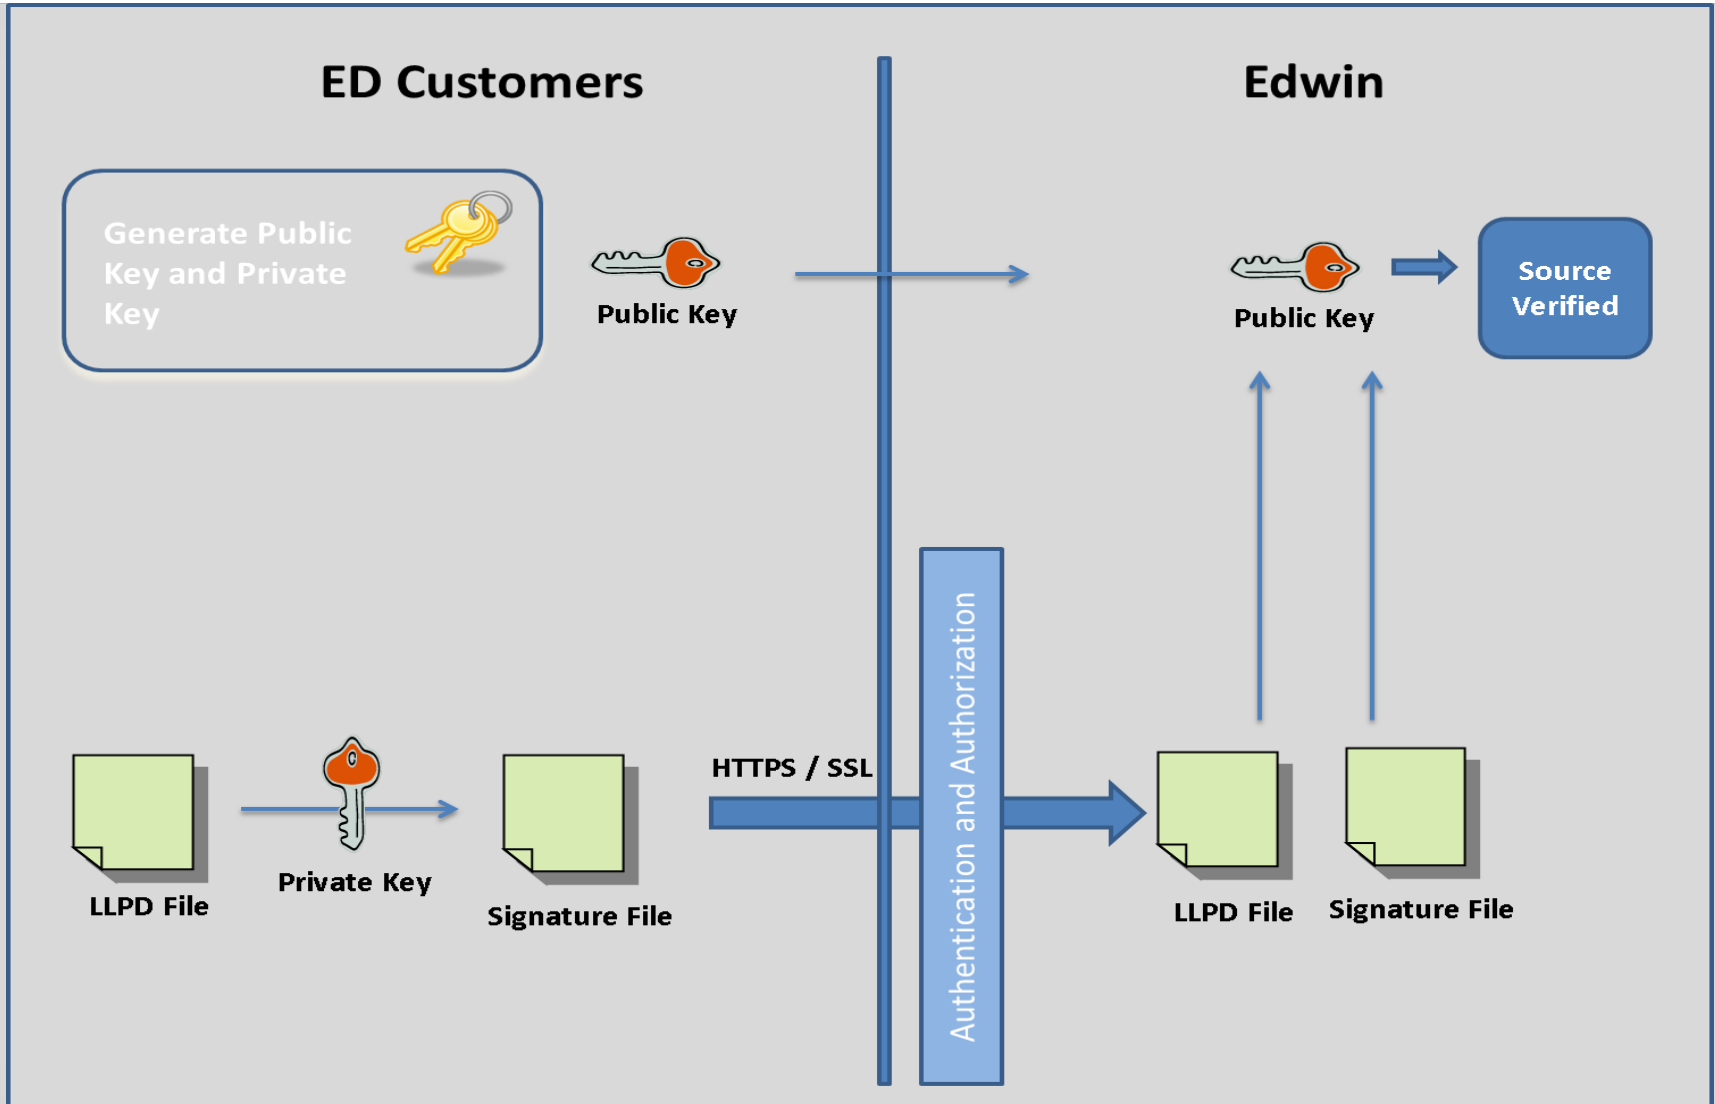 ED Customers
Edwin
Generate Public
Key and Private
Key
Public Key
Public Key
Source
Verified
HTTPS / SSL
Authentication and Authorization
LLPD File
Private Key
Signature File
LLPD File
Signature File